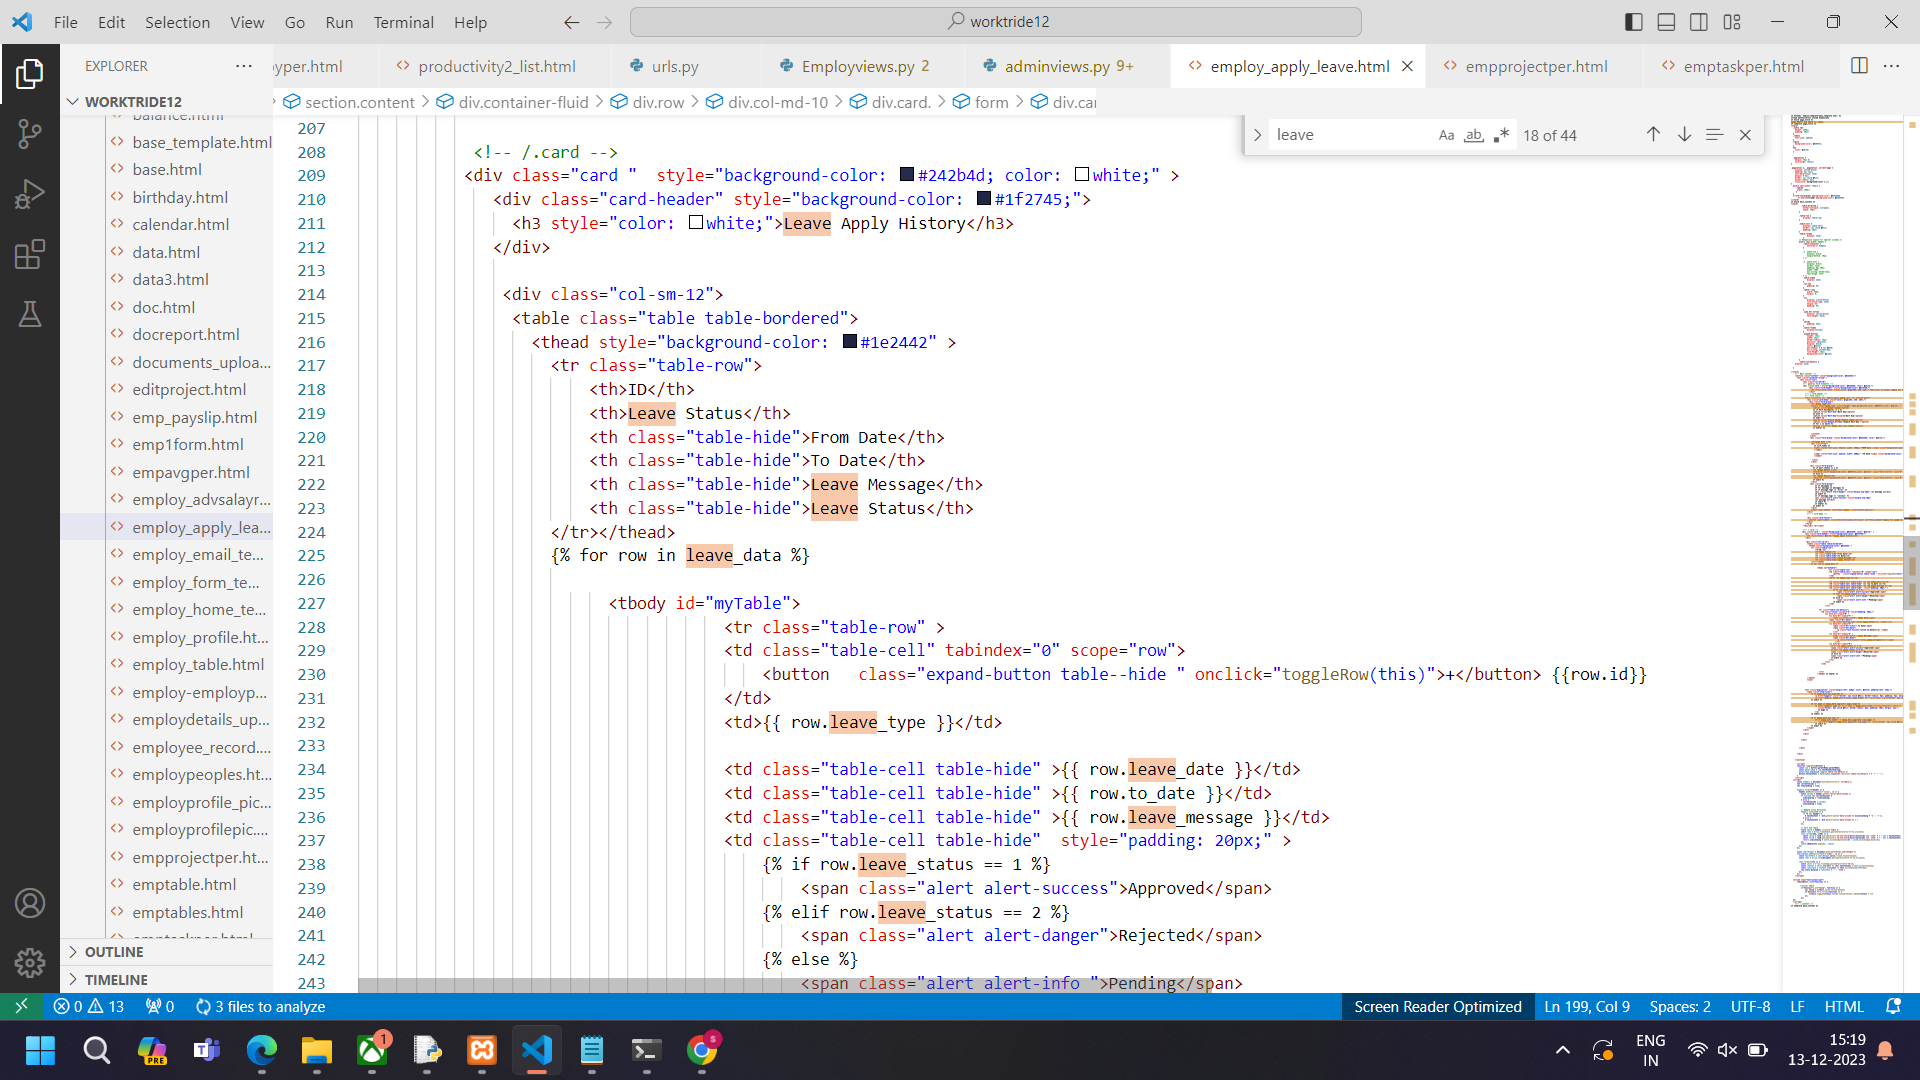 File Edit Selection View Go Run Terminal Help
worktride12
EXPLORER
yper.html
productivity2_list.html
urls.py
Employviews.py 2
adminviews.py 9+
employ_apply_leave.html
empprojectper.html
emptaskper.html
WORKTRIDE12
section.content > div.container-fluid > div.row > div.col-md-10 > div.card. > form > div.car
leave
Aa ab .*
18 of 44
balance.html
base_template.html
base.html
birthday.html
calendar.html
data.html
data3.html
doc.html
docreport.html
documents_uploa...
editproject.html
emp_payslip.html
emp1form.html
empavgper.html
employ_advsalayr...
employ_apply_lea...
employ_email_te...
employ_form_te...
employ_home_te...
employ_profile.ht...
employ_table.html
employ-employp...
employdetails_up...
employee_record....
employpeoples.ht...
employprofile_pic...
employprofilepic....
empprojectper.ht...
emptable.html
emptables.html
emptaskper.html
OUTLINE
TIMELINE
207
208 <!-- /.card -->
209 <div class="card "  style="background-color: #242b4d; color: white;" >
210 <div class="card-header" style="background-color: #1f2745;">
211 <h3 style="color: white;">Leave Apply History</h3>
212 </div>
213
214 <div class="col-sm-12">
215 <table class="table table-bordered">
216 <thead style="background-color: #1e2442" >
217 <tr class="table-row">
218 <th>ID</th>
219 <th>Leave Status</th>
220 <th class="table-hide">From Date</th>
221 <th class="table-hide">To Date</th>
222 <th class="table-hide">Leave Message</th>
223 <th class="table-hide">Leave Status</th>
224 </tr></thead>
225 {% for row in leave_data %}
226
227 <tbody id="myTable">
228 <tr class="table-row" >
229 <td class="table-cell" tabindex="0" scope="row">
230 <button   class="expand-button table--hide " onclick="toggleRow(this)">+</button> {{row.id}}
231 </td>
232 <td>{{ row.leave_type }}</td>
233
234 <td class="table-cell table-hide" >{{ row.leave_date }}</td>
235 <td class="table-cell table-hide" >{{ row.to_date }}</td>
236 <td class="table-cell table-hide" >{{ row.leave_message }}</td>
237 <td class="table-cell table-hide"  style="padding: 20px;" >
238 {% if row.leave_status == 1 %}
239 <span class="alert alert-success">Approved</span>
240 {% elif row.leave_status == 2 %}
241 <span class="alert alert-danger">Rejected</span>
242 {% else %}
243 <span class="alert alert-info ">Pending</span>
0 13 0 3 files to analyze
Screen Reader Optimized Ln 199, Col 9 Spaces: 2 UTF-8 LF HTML
PRE
T
1
S
ENG
IN
15:19
13-12-2023